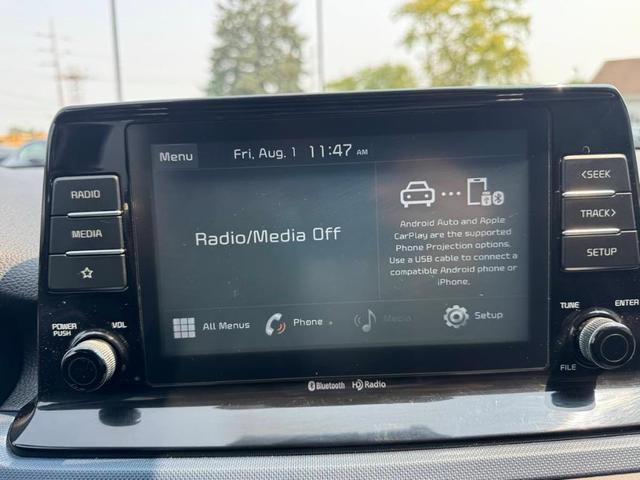 Menu
Fri, Aug. 1 11:47 AM
RADIO
MEDIA
POWER
PUSH
VOL
Radio/Media Off
Android Auto and Apple
CarPlay are the supported
Phone Projection options.
Use a USB cable to connect a
compatible Android phone or
iPhone.
All Menus
Phone
Media
Setup
<SEEK
TRACK>
SETUP
TUNE
ENTER
FILE
Bluetooth
HD Radio